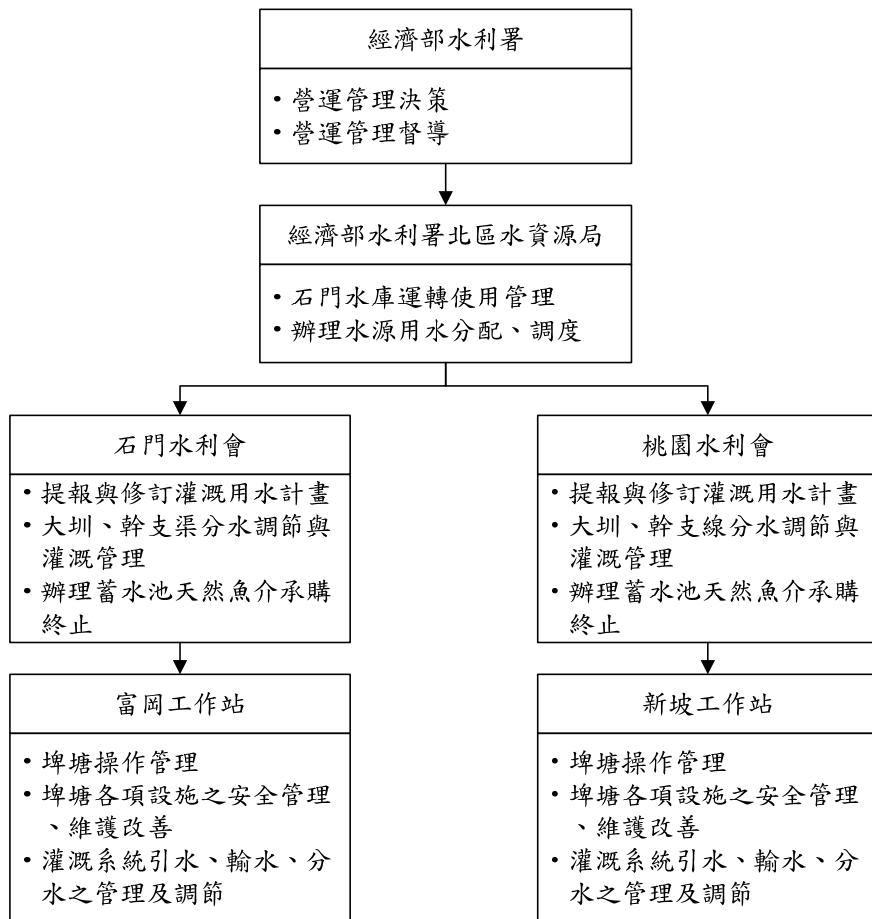 經濟部水利署
• 營運管理決策
• 營運管理督導
經濟部水利署北區水資源局
• 石門水庫運轉使用管理
• 辦理水源用水分配、調度
石門水利會
• 提報與修訂灌溉用水計畫
• 大圳、幹支渠分水調節與
灌溉管理
• 辦理蓄水池天然魚介承購
終止
桃園水利會
• 提報與修訂灌溉用水計畫
• 大圳、幹支線分水調節與
灌溉管理
• 辦理蓄水池天然魚介承購
終止
富岡工作站
• 埤塘操作管理
• 埤塘各項設施之安全管理
、維護改善
• 灌溉系統引水、輸水、分
水之管理及調節
新坡工作站
• 埤塘操作管理
• 埤塘各項設施之安全管理
、維護改善
• 灌溉系統引水、輸水、分
水之管理及調節